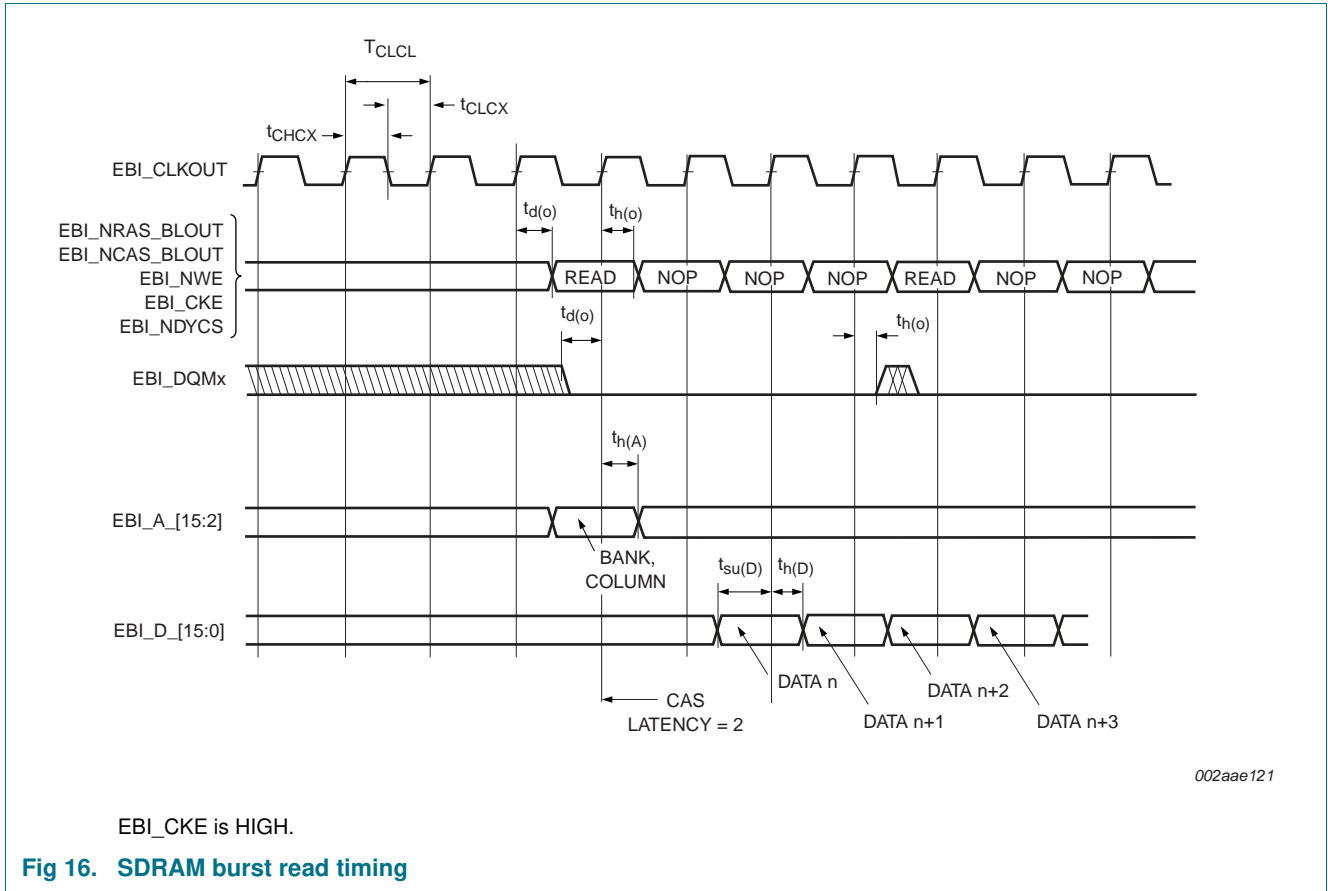 TCLCL
tCLCX
tCHCX
EBI_CLKOUT
td(o)
th(o)
EBI_NRAS_BLOUT
EBI_NCAS_BLOUT
EBI_NWE
EBI_CKE
EBI_NDYCS
READ NOP NOP NOP READ NOP NOP
td(o)
th(o)
EBI_DQMx
th(A)
EBI_A_[15:2]
BANK,
COLUMN
tsu(D)
th(D)
EBI_D_[15:0]
DATA n
DATA n+1
DATA n+2
DATA n+3
CAS
LATENCY = 2
002aae121
EBI_CKE is HIGH.
Fig 16. SDRAM burst read timing